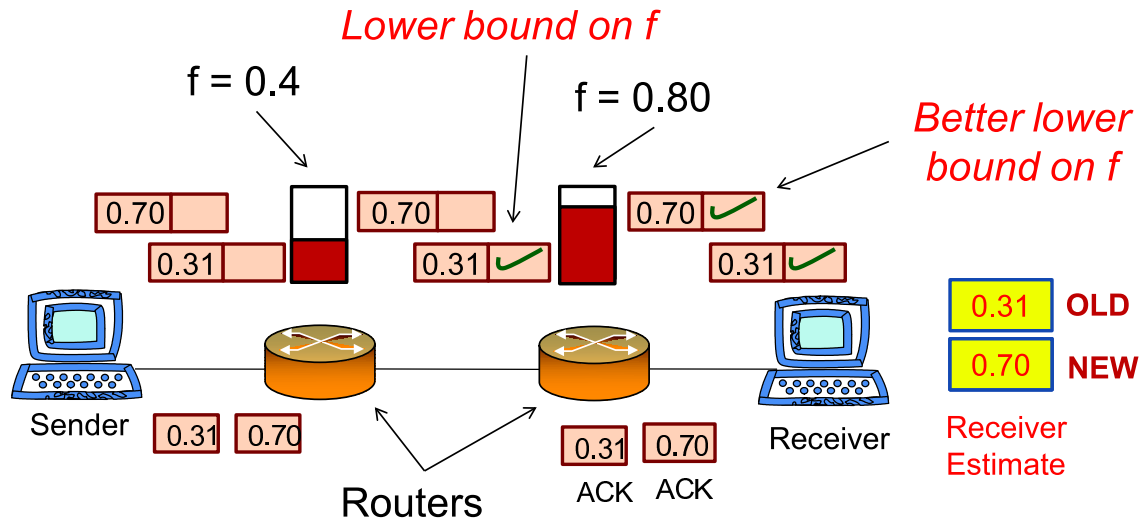 Lower bound on f
f = 0.4
f = 0.80
Better lower
bound on f
0.70
0.70
0.70
0.31
0.31
0.31
0.31 OLD
0.70 NEW
Sender
0.31
0.70
0.31
0.70
Receiver
Receiver
Estimate
ACK
ACK
Routers